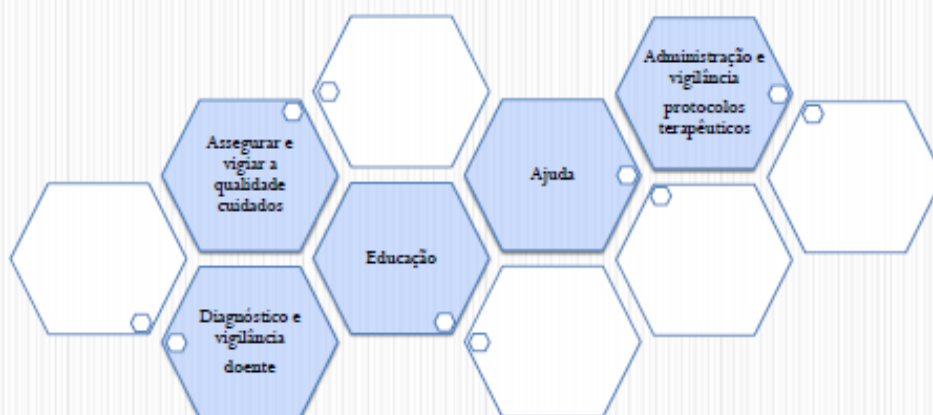 Administração e
vigilância
protocolos
terapêuticos
Assegurar e
vigiar a
qualidade
cuidados
Ajuda
Educação
Diagnóstico e
vigilância
doente